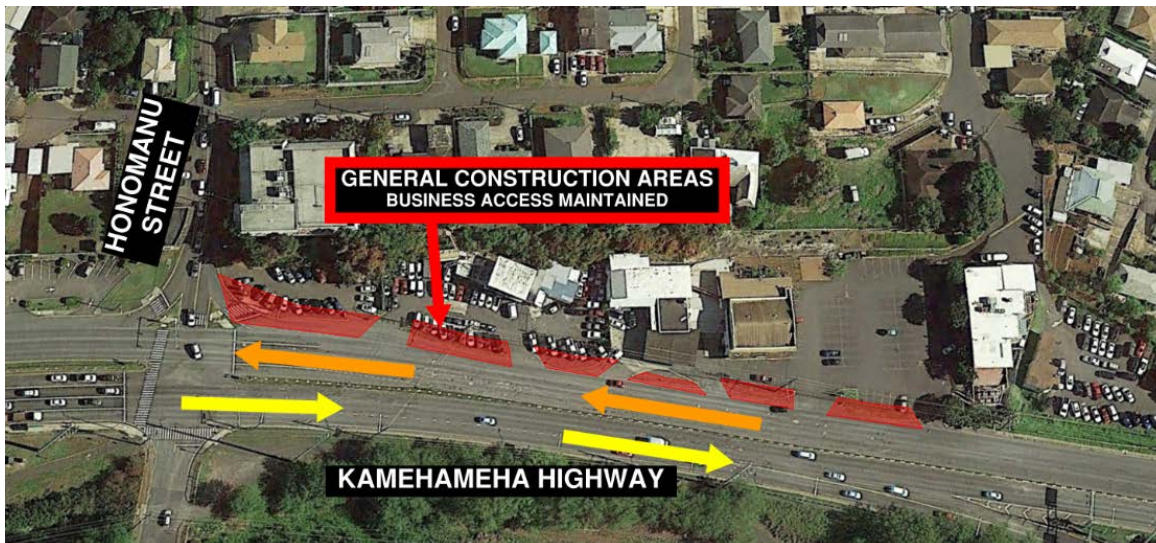 HONOMANU
STREET
GENERAL CONSTRUCTION AREAS
BUSINESS ACCESS MAINTAINED
KAMEHAMEHA HIGHWAY